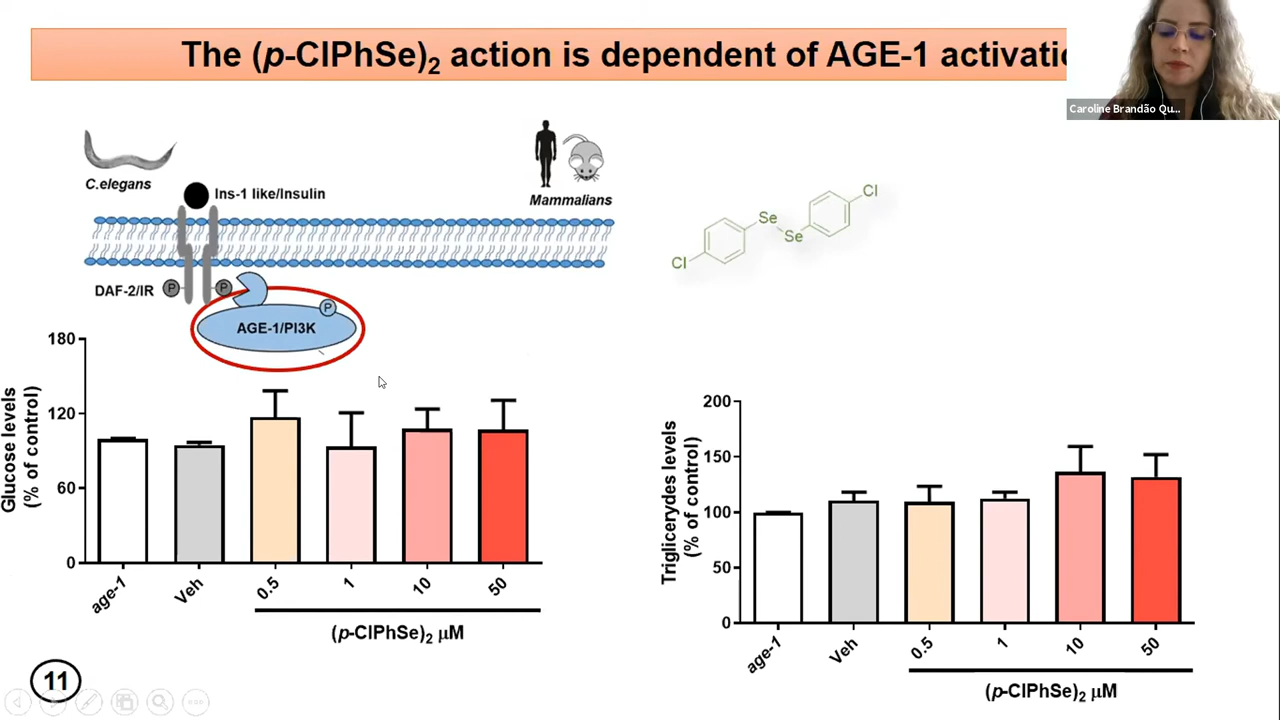 The (p-ClPhSe)₂ action is dependent of AGE-1 activati
Caroline Brandão Qu...
C.elegans
Ins-1 like/Insulin
Mammalians
DAF-2/IR
P
P
P
AGE-1/PI3K
Cl
Se
Se
Cl
Glucose levels
(% of control)
180
120
60
0
age-1
Veh
0.5
1
10
50
(p-ClPhSe)₂ μM
Triglicerydes levels
(% of control)
200
150
100
50
0
age-1
Veh
0.5
1
10
50
(p-ClPhSe)₂ μM
11